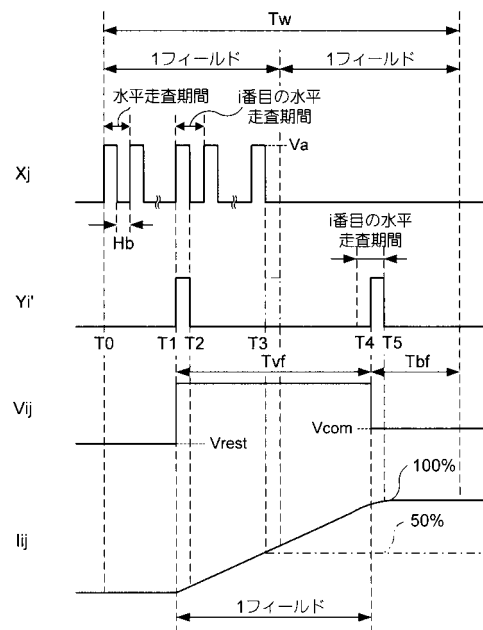 Tw
1フィールド 1フィールド
水平走査期間
i番目の水平
走査期間
Xj
Va
Hb
i番目の水平
走査期間
Yi'
T0 T1 T2 T3 T4 T5
Tvf Tbf
Vij
Vrest
Vcom
100%
50%
Iij
1フィールド